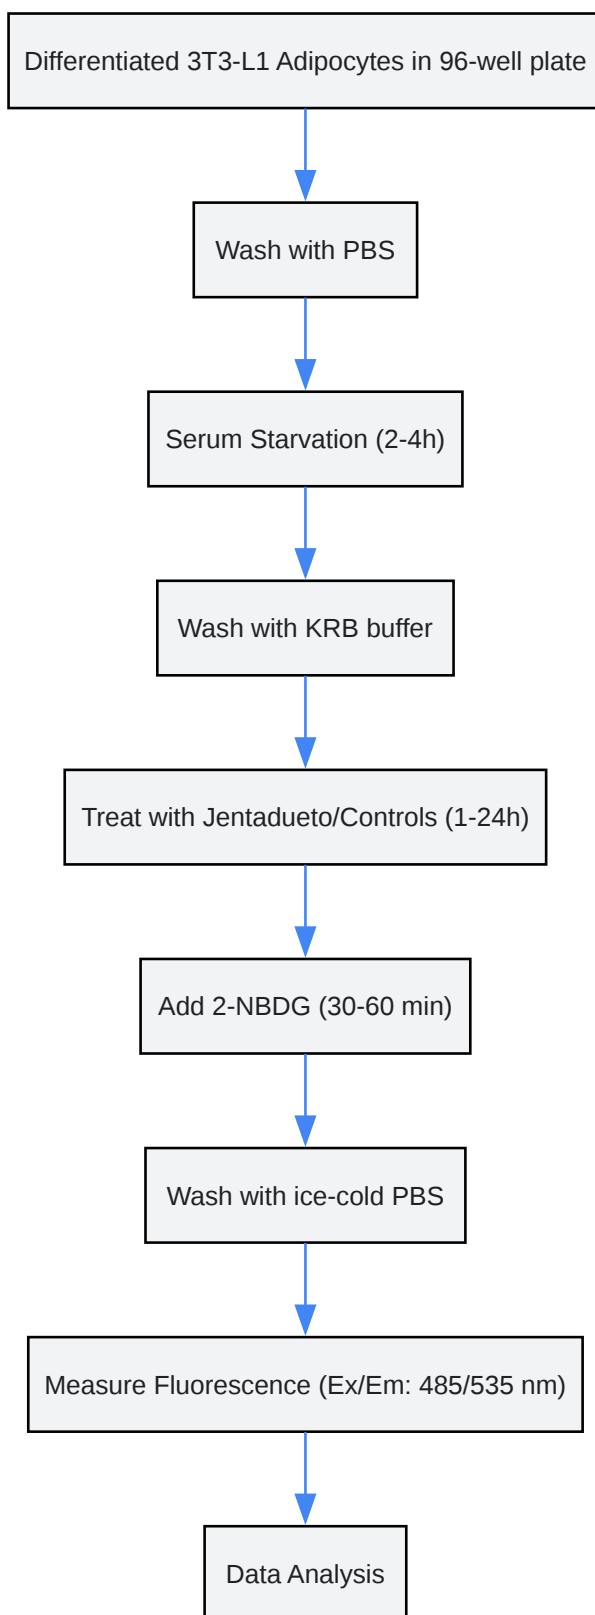 Differentiated 3T3-L1 Adipocytes in 96-well plate
Wash with PBS
Serum Starvation (2-4h)
Wash with KRB buffer
Treat with Jentadueto/Controls (1-24h)
Add 2-NBDG (30-60 min)
Wash with ice-cold PBS
Measure Fluorescence (Ex/Em: 485/535 nm)
Data Analysis